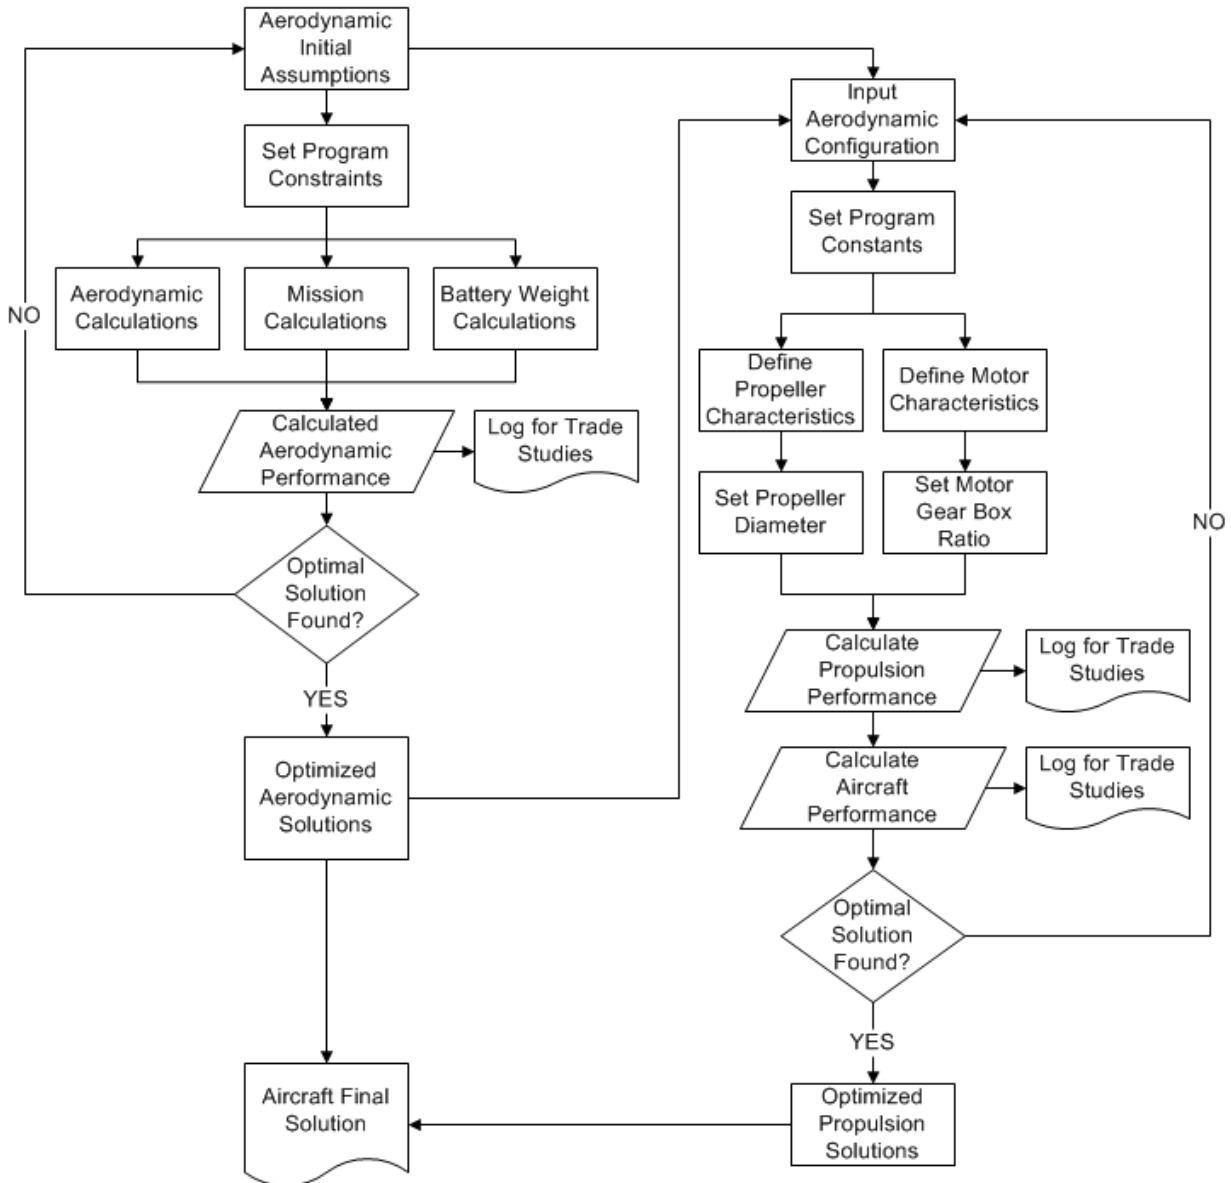 Aerodynamic
Initial
Assumptions
Set Program
Constraints
Aerodynamic
Calculations
Mission
Calculations
Battery Weight
Calculations
NO
Calculated
Aerodynamic
Performance
Log for Trade
Studies
Optimal
Solution
Found?
YES
Optimized
Aerodynamic
Solutions
Aircraft Final
Solution
Input
Aerodynamic
Configuration
Set Program
Constants
Define
Propeller
Characteristics
Define Motor
Characteristics
Set Propeller
Diameter
Set Motor
Gear Box
Ratio
NO
Calculate
Propulsion
Performance
Log for Trade
Studies
Calculate
Aircraft
Performance
Log for Trade
Studies
Optimal
Solution
Found?
YES
Optimized
Propulsion
Solutions